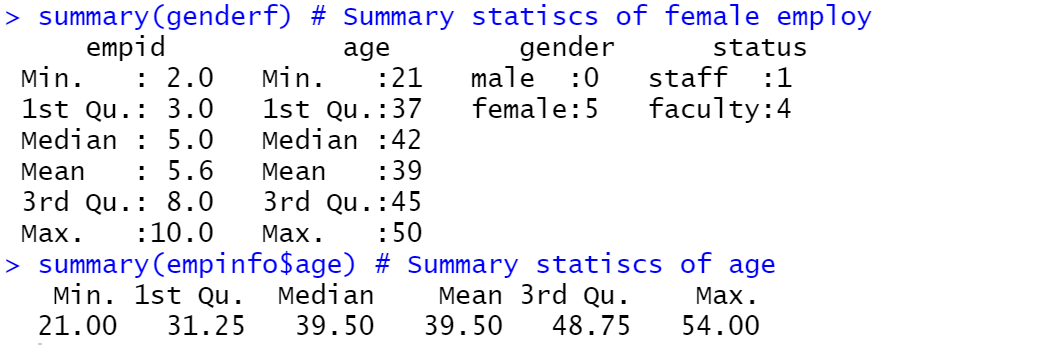 > summary(genderf) # Summary statiscs of female employ
     empid           age        gender      status
 Min.   : 2.0   Min.   :21   male  :0   staff  :1
 1st Qu.: 3.0   1st Qu.:37   female:5   faculty:4
 Median : 5.0   Median :42
 Mean   : 5.6   Mean   :39
 3rd Qu.: 8.0   3rd Qu.:45
 Max.   :10.0   Max.   :50
> summary(empinfo$age) # Summary statiscs of age
   Min. 1st Qu.  Median    Mean 3rd Qu.    Max.
  21.00   31.25   39.50   39.50   48.75   54.00